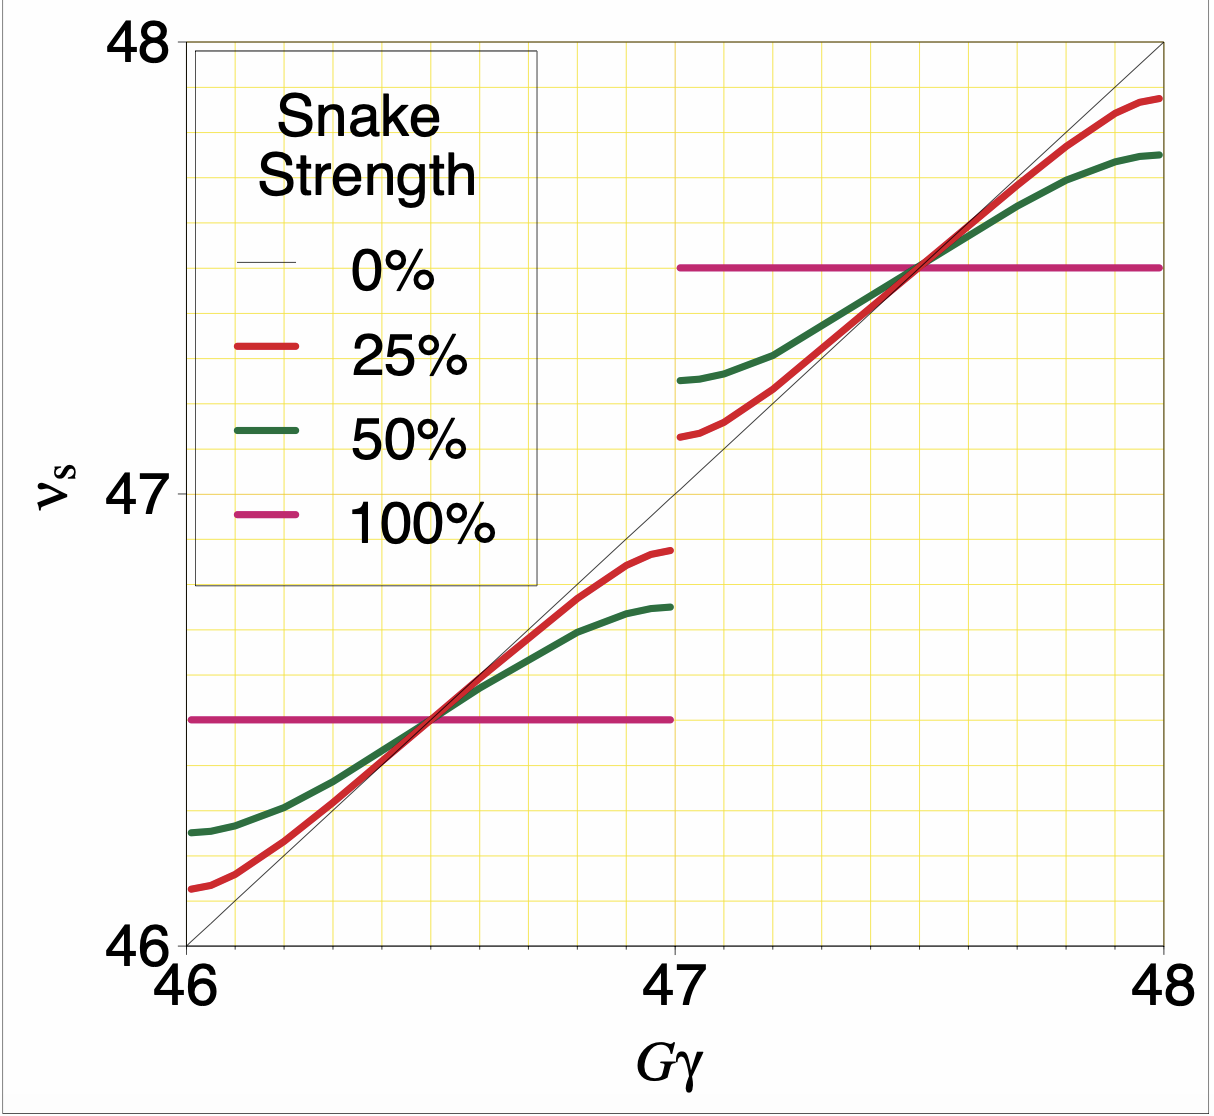 48
Snake
Strength
0%
25%
50%
100%
νs
47
46
46 47 48
Gγ